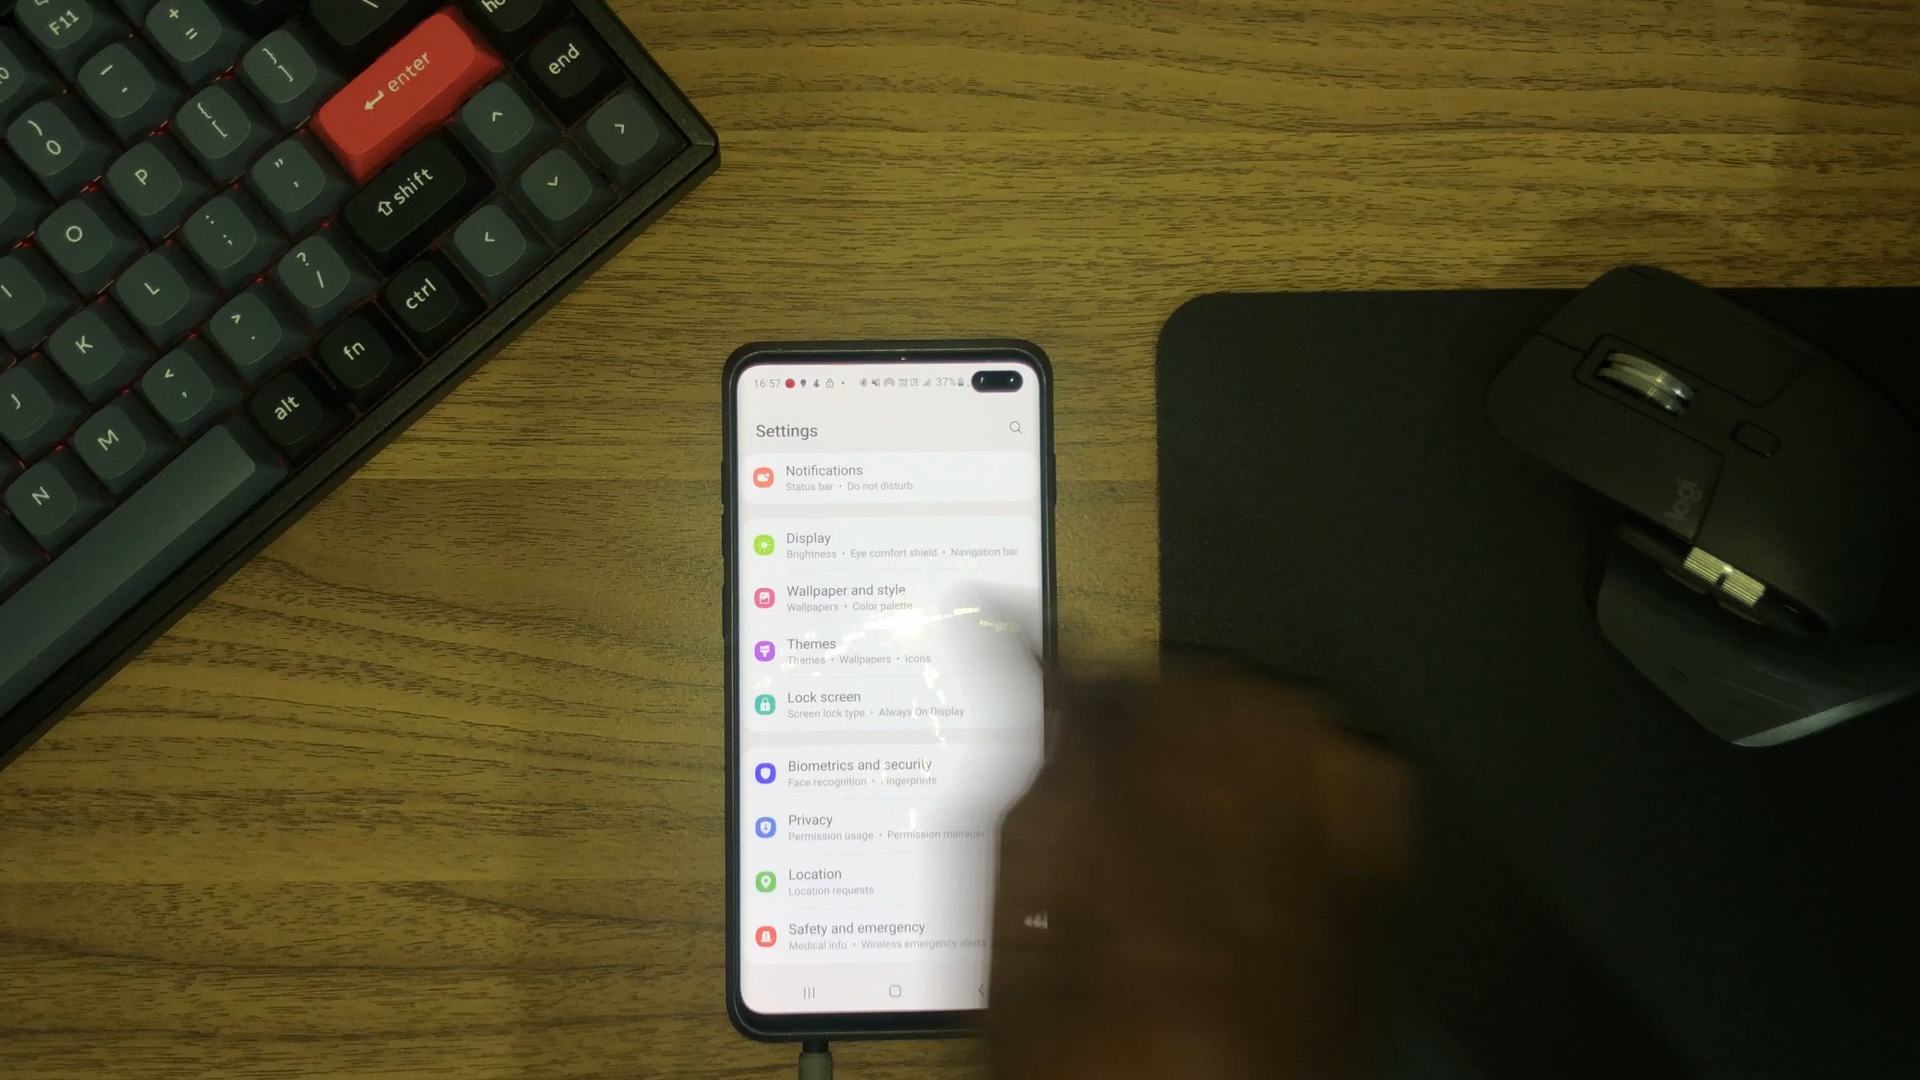 F11
+
=
\
enter
end
_
-
}
]
{
[
)
0
P
"
'
shift
^
>
O
:
;
?
/
L
ctrl
<
I
K
>
.
fn
<
,
J
M
alt
N
logi
16:57
37%
Settings
Notifications
Status bar • Do not disturb
Display
Brightness • Eye comfort shield • Navigation bar
Wallpaper and style
Wallpapers • Color palette
Themes
Themes • Wallpapers • Icons
Lock screen
Screen lock type • Always On Display
Biometrics and security
Face recognition • Fingerprints
Privacy
Permission usage • Permission manager
Location
Location requests
Safety and emergency
Medical info • Wireless emergency alerts